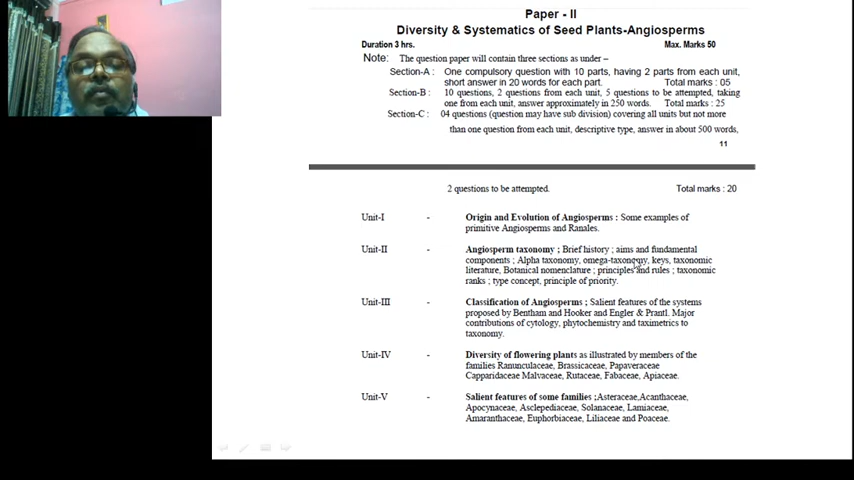 Paper - II
Diversity & Systematics of Seed Plants-Angiosperms
Duration 3 hrs. Max. Marks 50
Note: The question paper will contain three sections as under –
Section-A : One compulsory question with 10 parts, having 2 parts from each unit,
short answer in 20 words for each part. Total marks : 05
Section-B : 10 questions, 2 questions from each unit, 5 questions to be attempted, taking
one from each unit, answer approximately in 250 words. Total marks : 25
Section-C : 04 questions (question may have sub division) covering all units but not more
than one question from each unit, descriptive type, answer in about 500 words,
11
2 questions to be attempted. Total marks : 20
Unit-I - Origin and Evolution of Angiosperms : Some examples of
primitive Angiosperms and Ranales.
Unit-II - Angiosperm taxonomy ; Brief history ; aims and fundamental
components ; Alpha taxonomy, omega-taxonomy, keys, taxonomic
literature, Botanical nomenclature ; principles and rules ; taxonomic
ranks ; type concept, principle of priority.
Unit-III - Classification of Angiosperms ; Salient features of the systems
proposed by Bentham and Hooker and Engler & Prantl. Major
contributions of cytology, phytochemistry and taximetrics to
taxonomy.
Unit-IV - Diversity of flowering plants as illustrated by members of the
families Ranunculaceae, Brassicaceae, Papaveraceae
Capparidaceae Malvaceae, Rutaceae, Fabaceae, Apiaceae.
Unit-V - Salient features of some families ;Asteraceae,Acanthaceae,
Apocynaceae, Asclepediaceae, Solanaceae, Lamiaceae,
Amaranthaceae, Euphorbiaceae, Liliaceae and Poaceae.